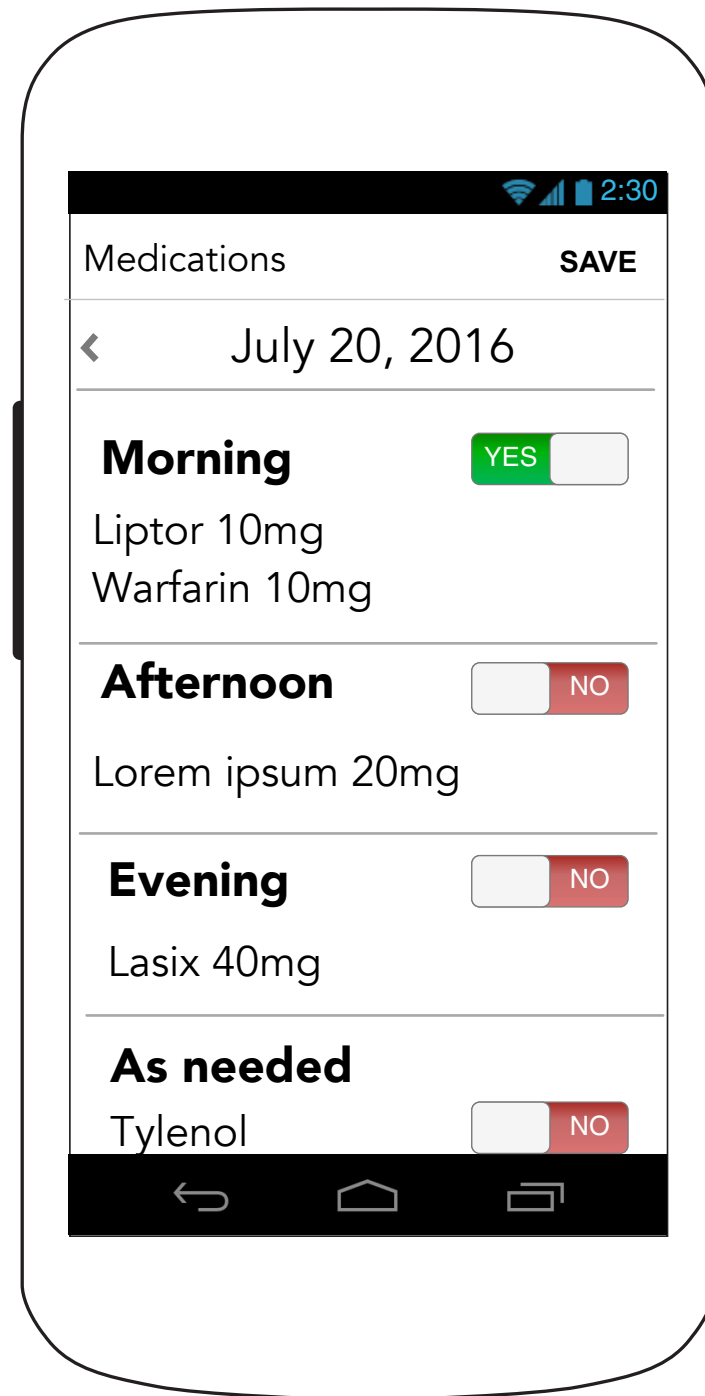 2:30
Medications SAVE
July 20, 2016
Morning YES
Liptor 10mg
Warfarin 10mg
Afternoon NO
Lorem ipsum 20mg
Evening NO
Lasix 40mg
As needed
Tylenol NO